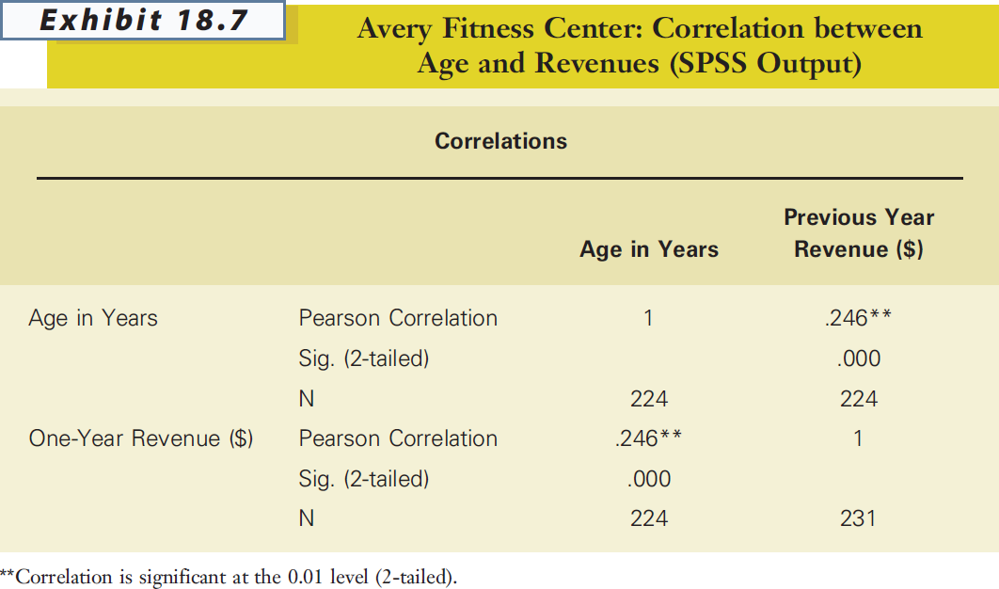 Exhibit 18.7
Avery Fitness Center: Correlation between
Age and Revenues (SPSS Output)
Correlations
Previous Year
Age in Years Revenue ($)
Age in Years Pearson Correlation 1 .246**
Sig. (2-tailed) .000
N 224 224
One-Year Revenue ($) Pearson Correlation .246** 1
Sig. (2-tailed) .000
N 224 231
**Correlation is significant at the 0.01 level (2-tailed).